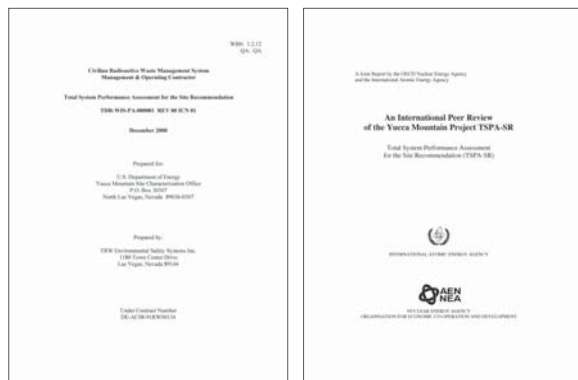 WBS: 1.2.12
QA: QA
Civilian Radioactive Waste Management System
Management & Operating Contractor
Total System Performance Assessment for the Site Recommendation
TDR-WIS-PA-000001 REV 00 ICN 01
December 2000
Prepared for:
U.S. Department of Energy
Yucca Mountain Site Characterization Office
P.O. Box
North Las Vegas, Nevada
Prepared by:
TRW Environmental Safety Systems Inc.
1180 Town Center Drive
Las Vegas, Nevada 89144
Under Contract Number
A Joint Report by the OECD Nuclear Energy Agency
and the International Atomic Energy Agency
An International Peer Review
of the Yucca Mountain Project TSPA-SR
Total System Performance Assessment
for the Site Recommendation (TSPA-SR)
INTERNATIONAL ATOMIC ENERGY AGENCY
AEN
NEA
NUCLEAR ENERGY AGENCY
ORGANISATION FOR ECONOMIC CO-OPERATION AND DEVELOPMENT